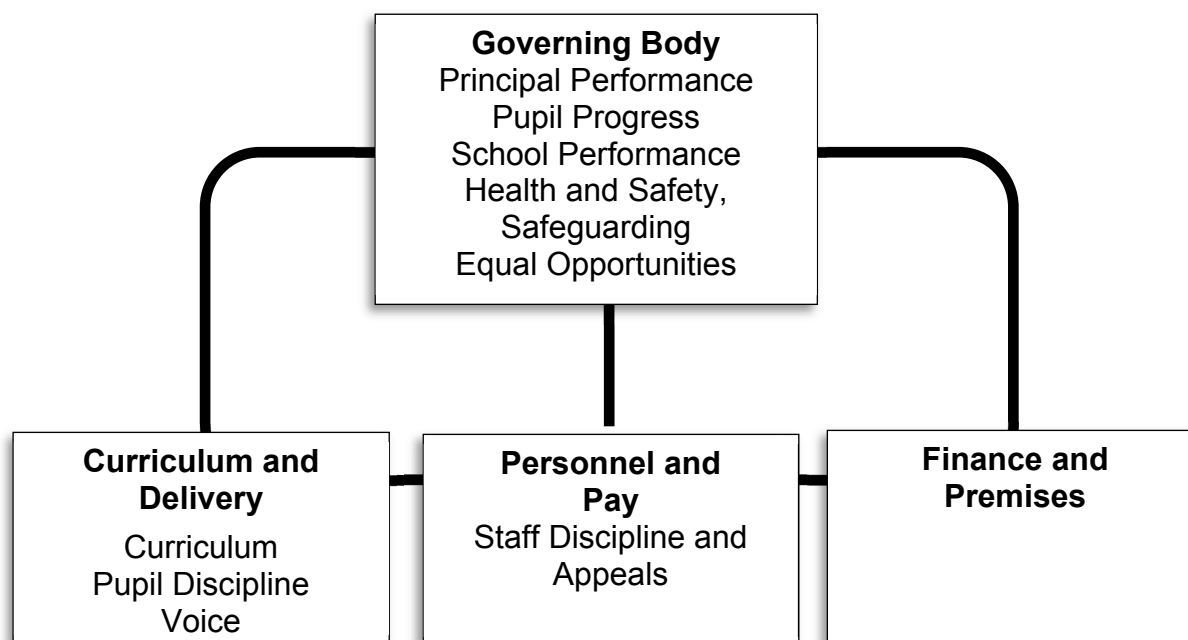 Governing Body
Principal Performance
Pupil Progress
School Performance
Health and Safety,
Safeguarding
Equal Opportunities
Curriculum and
Delivery
Curriculum
Pupil Discipline
Voice
Personnel and
Pay
Staff Discipline and
Appeals
Finance and
Premises